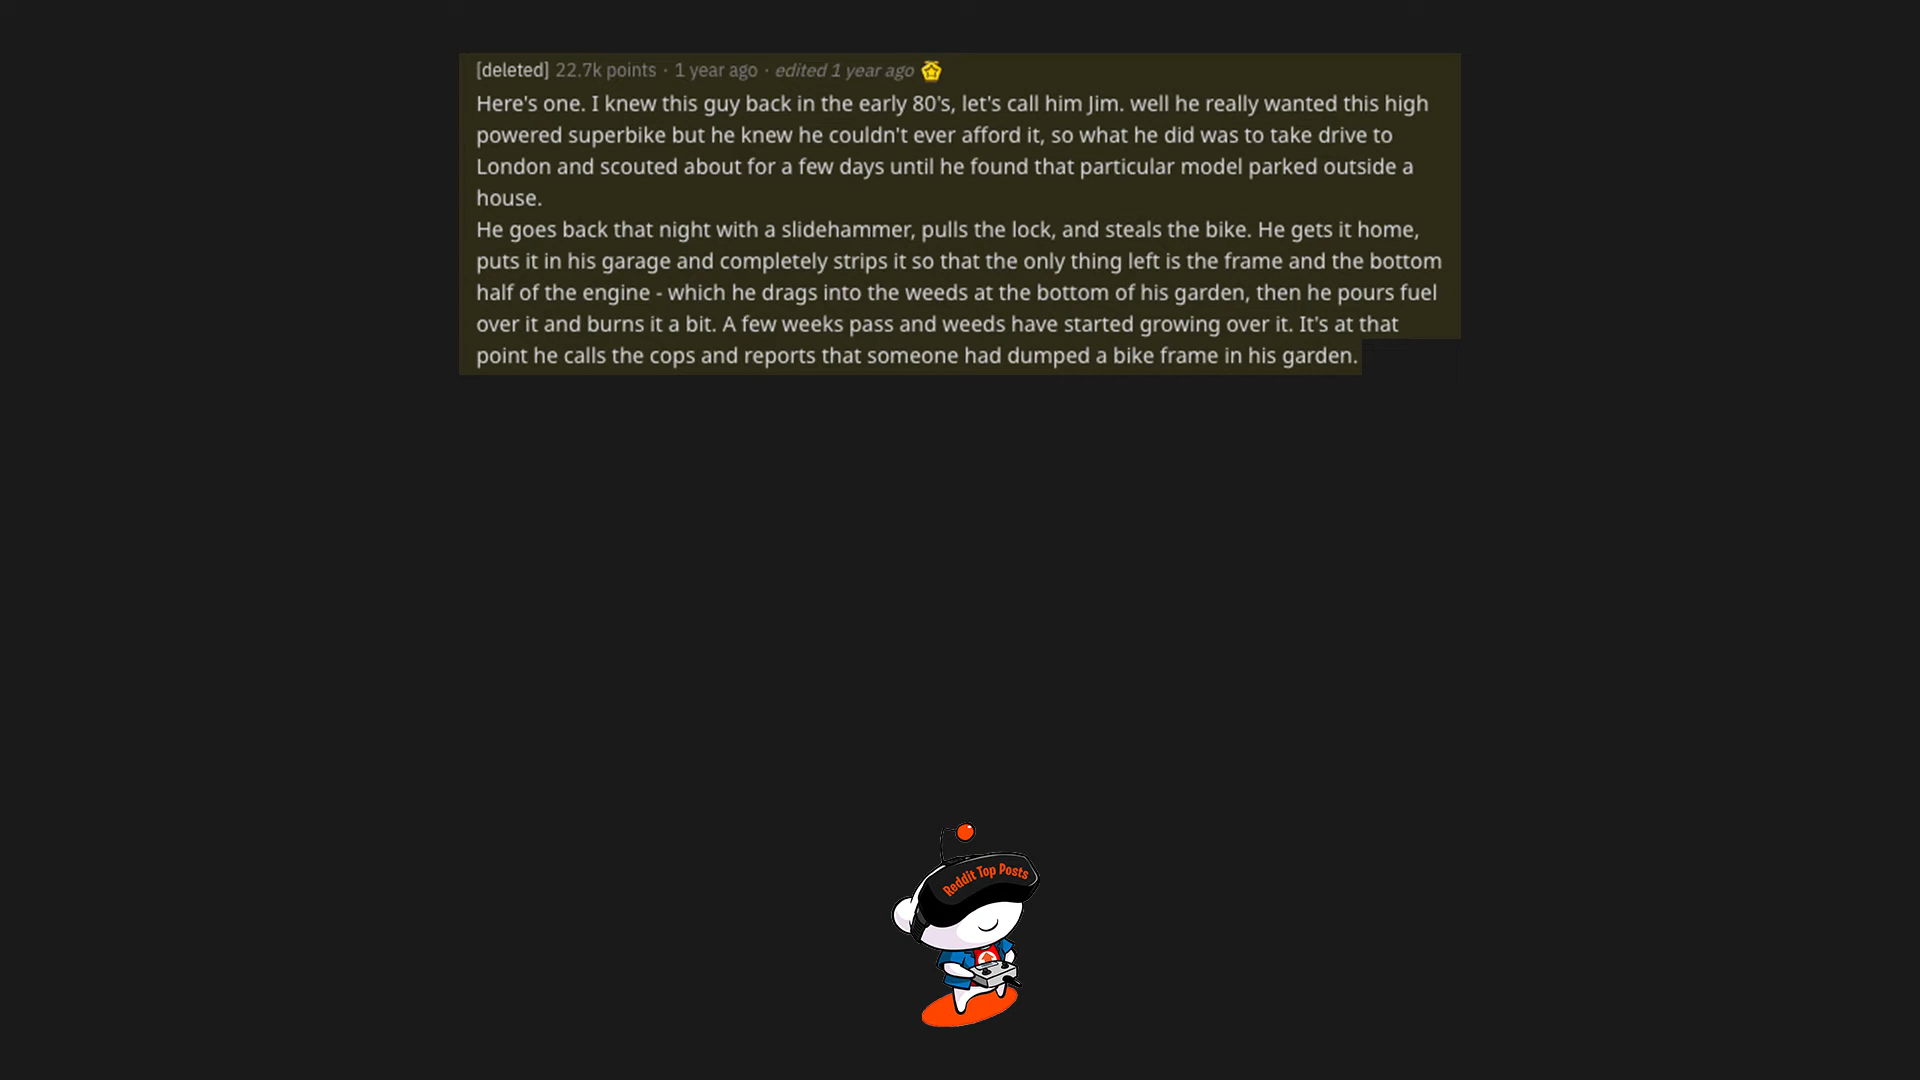 [deleted] 22.7k points · 1 year ago · edited 1 year ago
Here's one. I knew this guy back in the early 80's, let's call him Jim. well he really wanted this high
powered superbike but he knew he couldn't ever afford it, so what he did was to take drive to
London and scouted about for a few days until he found that particular model parked outside a
house.
He goes back that night with a slidehammer, pulls the lock, and steals the bike. He gets it home,
puts it in his garage and completely strips it so that the only thing left is the frame and the bottom
half of the engine - which he drags into the weeds at the bottom of his garden, then he pours fuel
over it and burns it a bit. A few weeks pass and weeds have started growing over it. It's at that
point he calls the cops and reports that someone had dumped a bike frame in his garden.
Reddit Top Posts